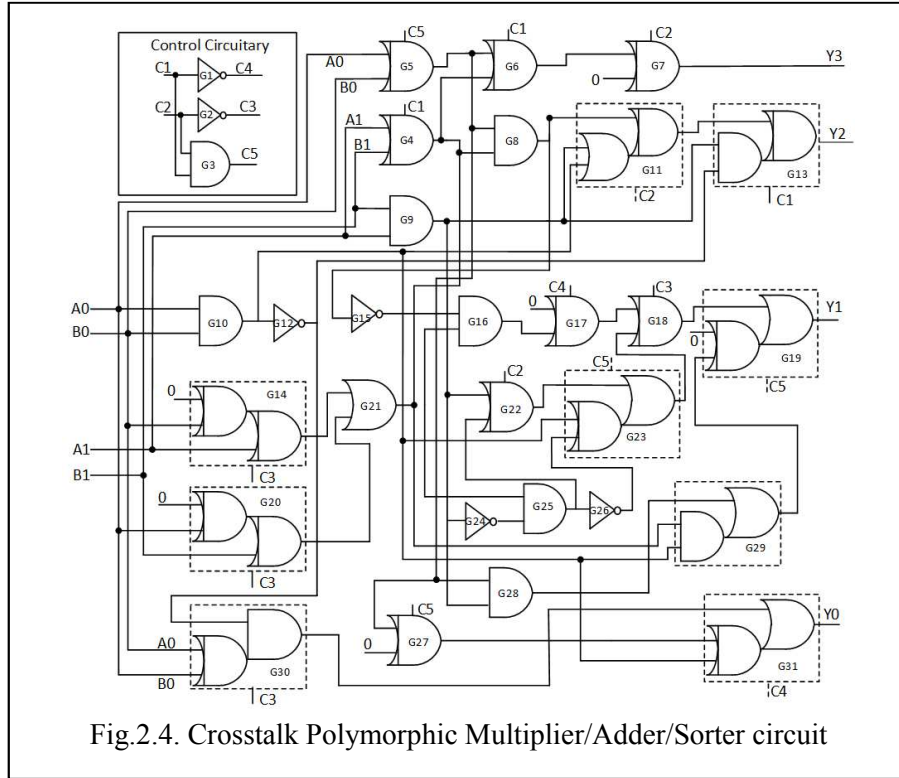 Control Circuitary
C1 G1 C4
C2 G2 C3
G3 C5
A0
B0
C5
G5
C1
G6
C2
0
G7
Y3
A1
B1
C1
G4
G8
G11
C2
G13
C1
Y2
G9
A0
B0
G10
G12
G15
G16
0
C4
G17
C3
G18
0
G19
C5
Y1
0
G14
C3
G21
C2
G22
C5
G23
A1
B1
0
G20
C3
G24
G25
G26
G29
G28
A0
B0
G30
C3
C5
0
G27
G31
C4
Y0
Fig.2.4. Crosstalk Polymorphic Multiplier/Adder/Sorter circuit